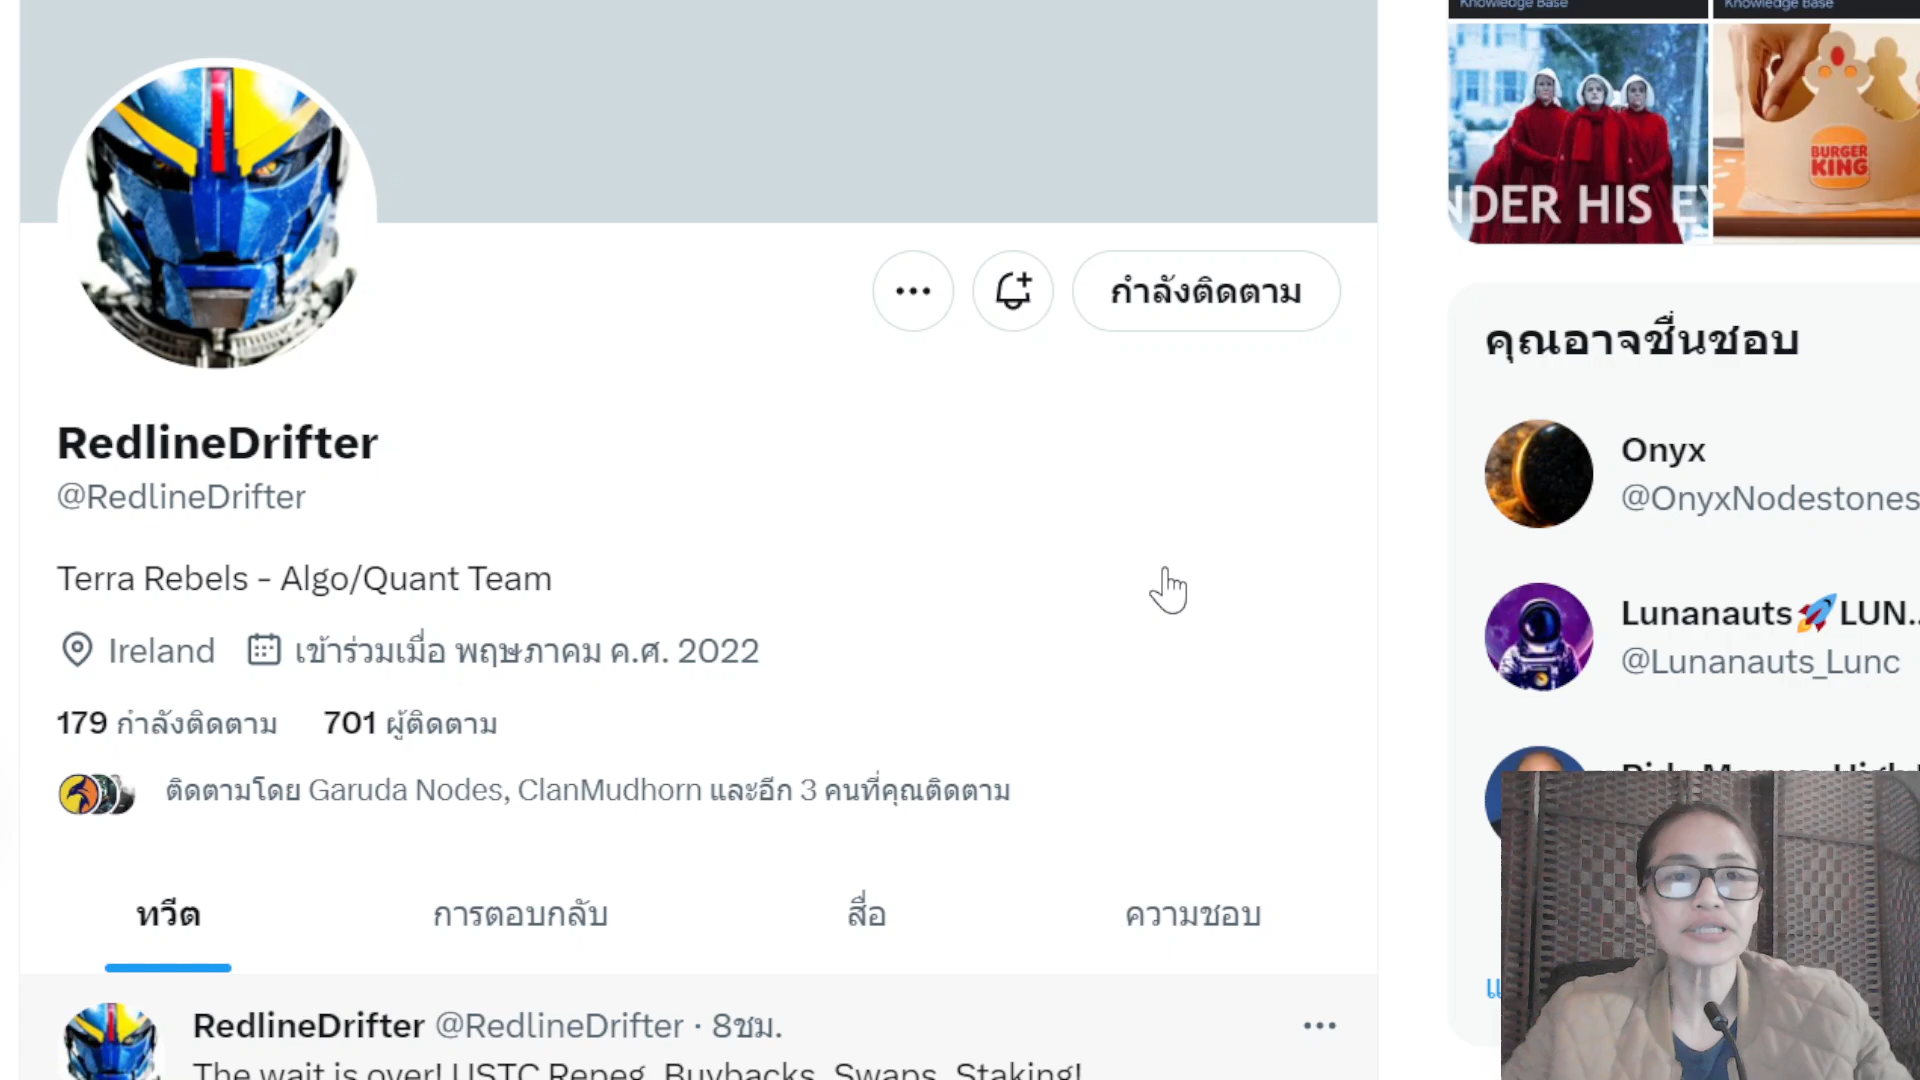 Knowledge Base
Knowledge Base
NDER HIS EY
BURGER
KING
กำลังติดตาม
RedlineDrifter
@RedlineDrifter
Terra Rebels - Algo/Quant Team
Ireland เข้าร่วมเมื่อ พฤษภาคม ค.ศ. 2022
179 กำลังติดตาม 701 ผู้ติดตาม
ติดตามโดย Garuda Nodes, ClanMudhorn และอีก 3 คนที่คุณติดตาม
ทวีต การตอบกลับ สื่อ ความชอบ
RedlineDrifter @RedlineDrifter · 8ชม.
The wait is over! USTC Repeg, Buybacks, Swaps, Staking!
คุณอาจชื่นชอบ
Onyx
@OnyxNodestones
Lunanauts🚀LUN...
@Lunanauts_Lunc